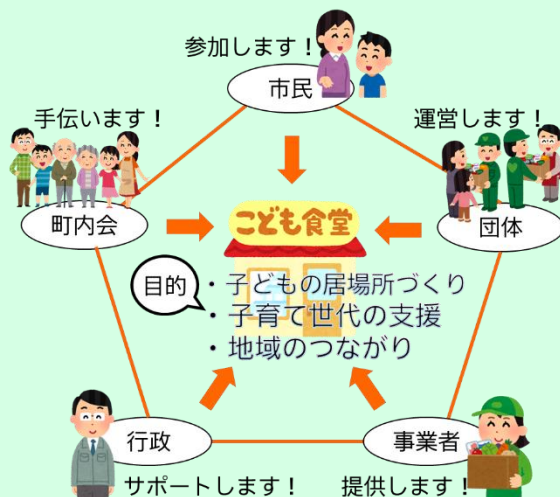 参加します！
市民
手伝います！
運営します！
町内会
団体
こども食堂
目的
・子どもの居場所づくり
・子育て世代の支援
・地域のつながり
行政
事業者
サポートします！
提供します！